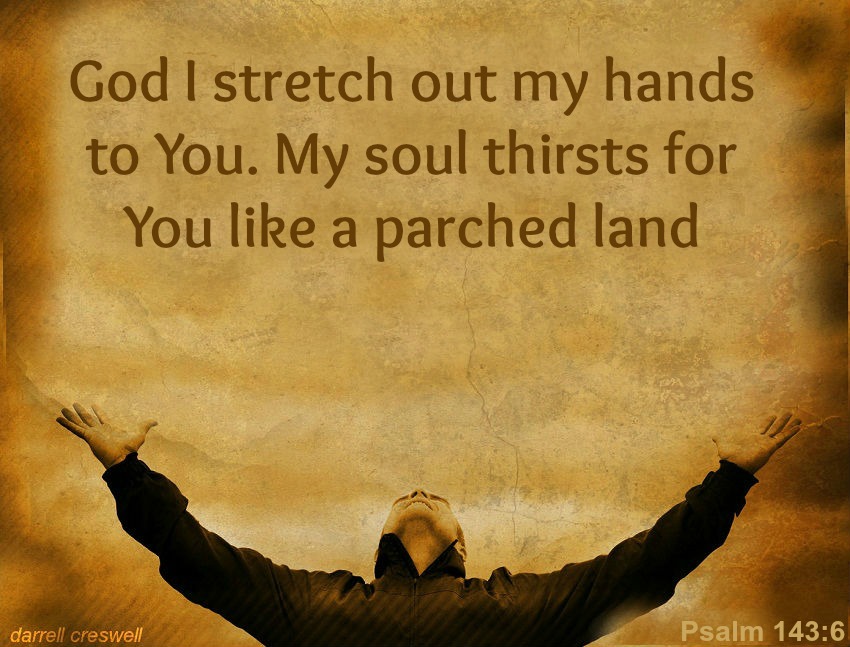 God I stretch out my hands
to You. My soul thirsts for
You like a parched land
darrell creswell
Psalm 143:6